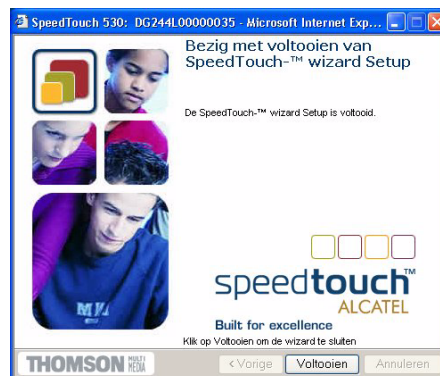 SpeedTouch 530: DG244L00000035 - Microsoft Internet Exp...
Bezig met voltooien van
SpeedTouch-™ wizard Setup
De SpeedTouch-™ wizard Setup is voltooid.
speedtouch™
ALCATEL
Built for excellence
Klik op Voltooien om de wizard te sluiten
THOMSON MULTI MEDIA
< Vorige
Voltooien
Annuleren